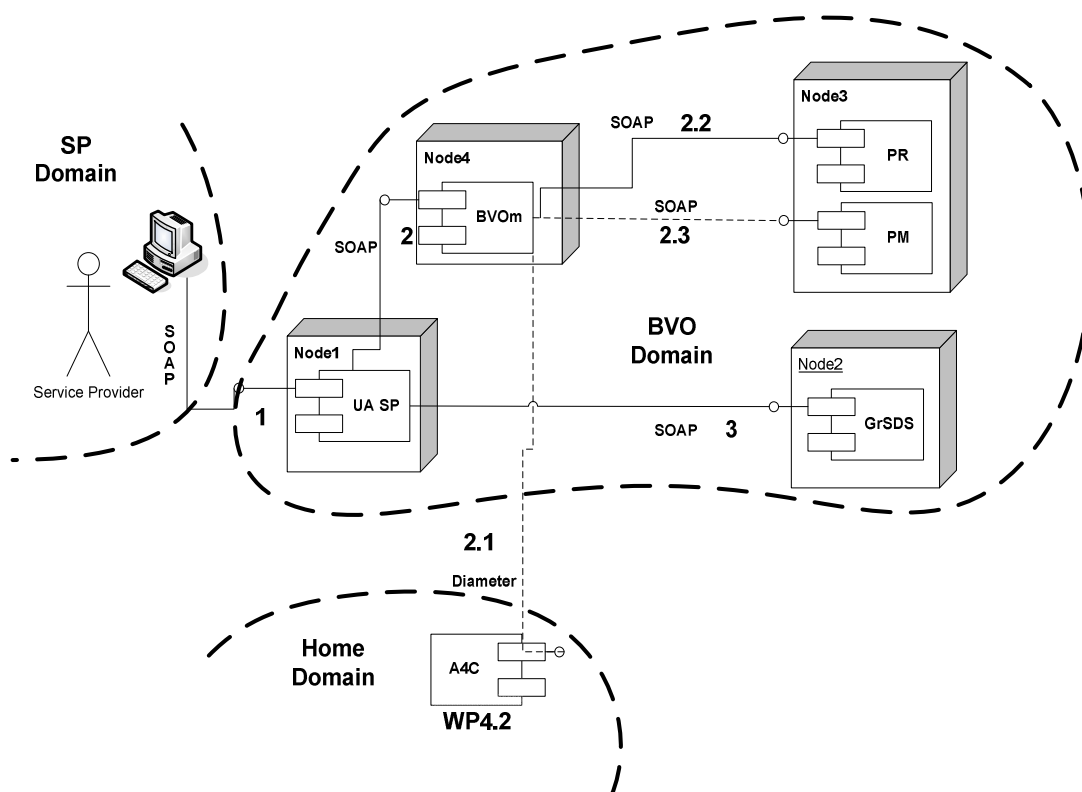 SP
Domain
SOAP
Service Provider
1
Node1
UA SP
SOAP
Node4
BVOm
2
SOAP
2.2
SOAP
2.3
Node3
PR
PM
BVO
Domain
Node2
GrSDS
SOAP
3
2.1
Diameter
Home
Domain
A4C
WP4.2